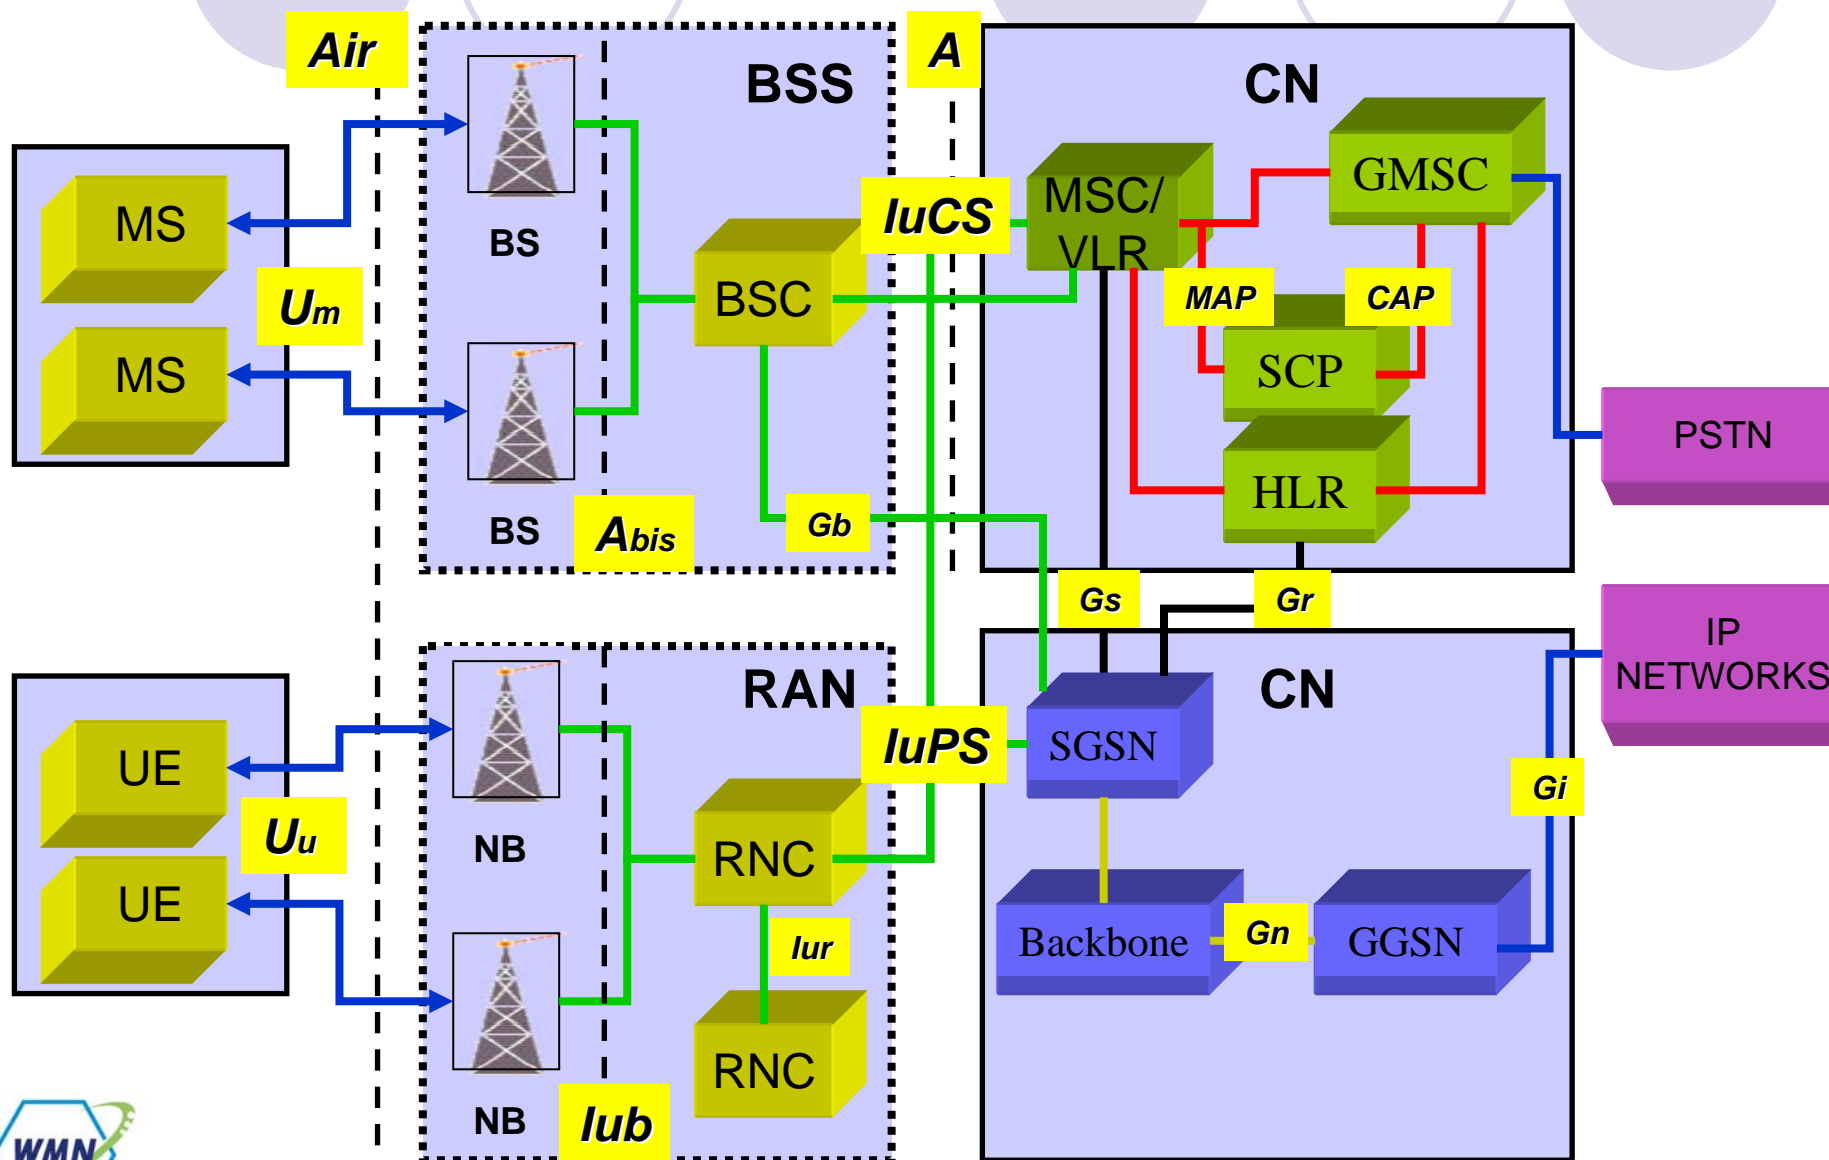 Air
A
BSS
CN
MS
BS
Um
MS
BS
Abis
BSC
IuCS
MSC/
VLR
GMSC
MAP
CAP
SCP
HLR
Gb
Gs
Gr
PSTN
IP
NETWORKS
RAN
CN
UE
Uu
UE
NB
NB
Iub
RNC
Iur
RNC
IuPS
SGSN
Backbone
Gn
GGSN
Gi
WMN